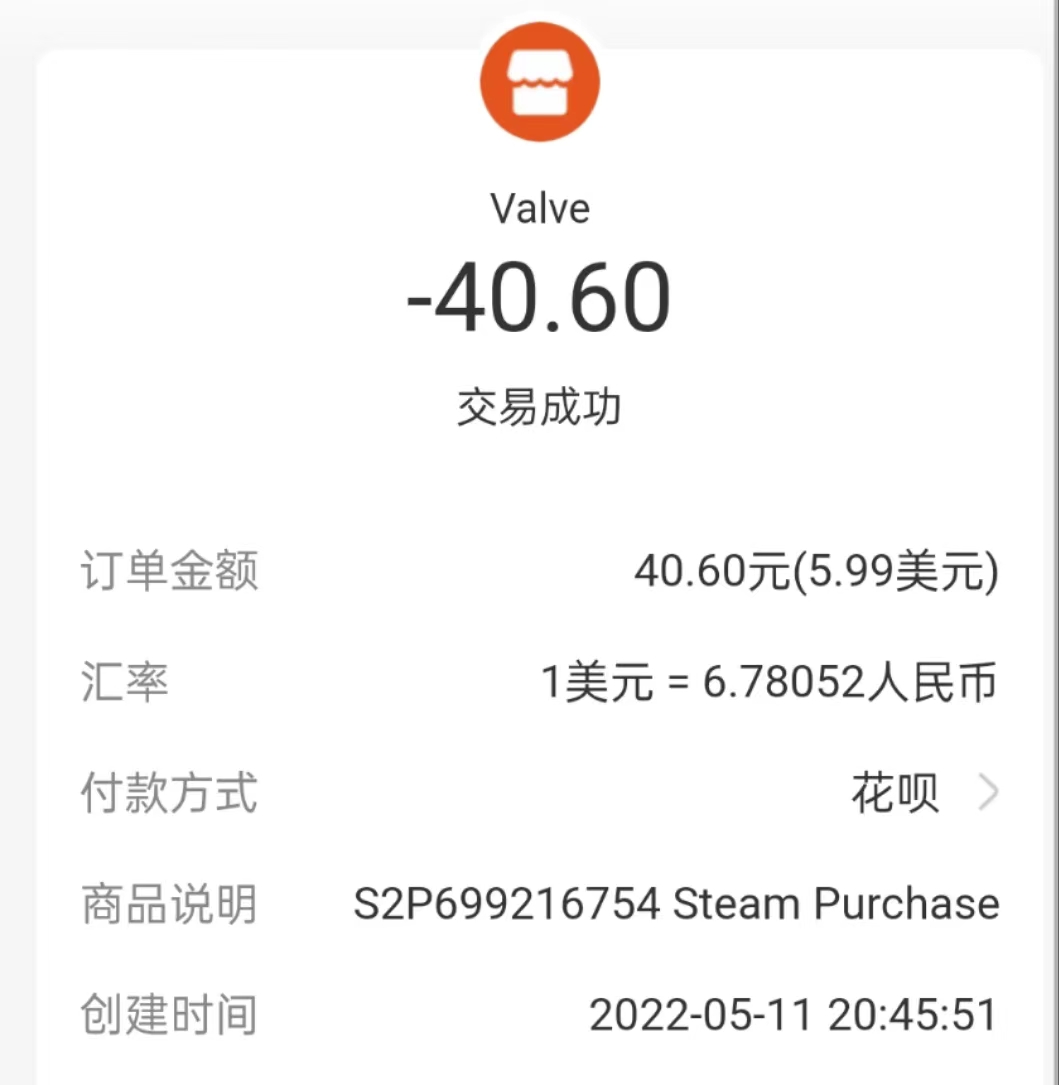 Valve
-40.60
交易成功
订单金额 40.60元(5.99美元)
汇率 1美元 = 6.78052人民币
付款方式 花呗
商品说明 S2P699216754 Steam Purchase
创建时间 2022-05-11 20:45:51